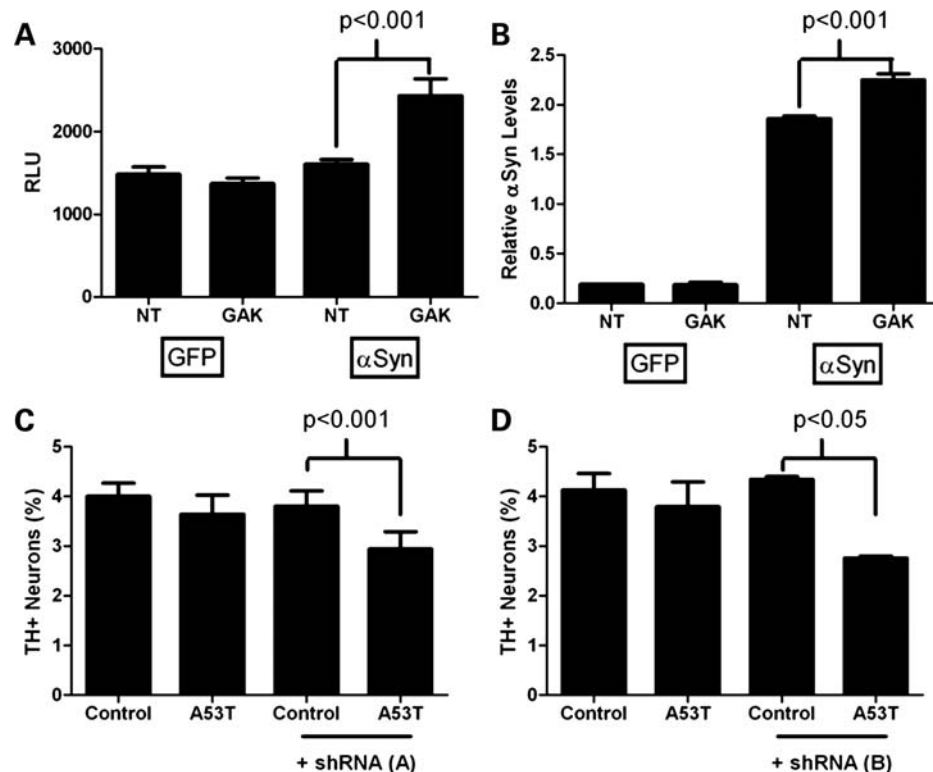 A
p<0.001
3000
2000
1000
0
RLU
NT GAK NT GAK
GFP αSyn
B
p<0.001
2.5
2.0
1.5
1.0
0.5
0.0
Relative αSyn Levels
NT GAK NT GAK
GFP αSyn
C
p<0.001
5
4
3
2
1
0
TH+ Neurons (%)
Control A53T Control A53T
+ shRNA (A)
D
p<0.05
5
4
3
2
1
0
TH+ Neurons (%)
Control A53T Control A53T
+ shRNA (B)